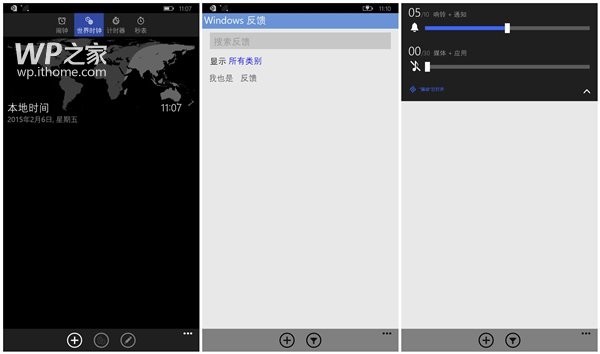 11:07
闹钟 世界时钟 计时器 秒表
WP之家
wp.ithome.com
本地时间 11:07
2015年2月6日, 星期五
11:10
Windows 反馈
搜索反馈
显示 所有类别
我也是 反馈
05/10 响铃 + 通知
00/30 媒体 + 应用